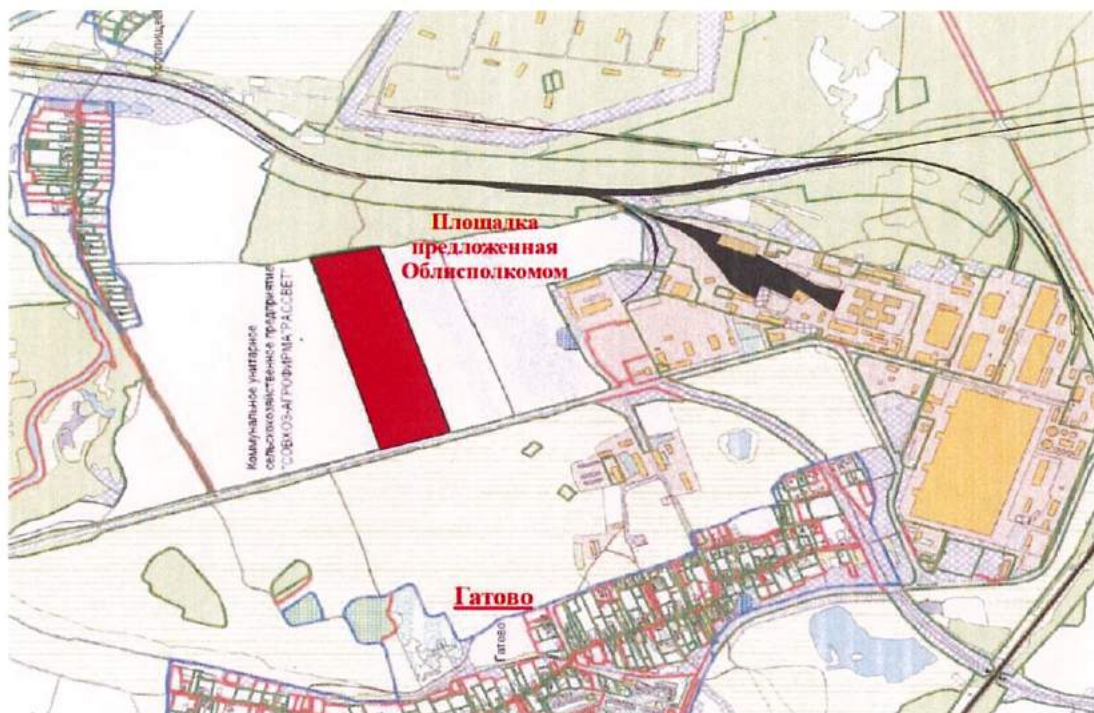 Площадка
предложенная
Облисполкомом
Коммунальное унитарное
сельскохозяйственное предприятие
"СОВХОЗ-АГРОФИРМА"РАССВЕТ"
Гатово
Гатово